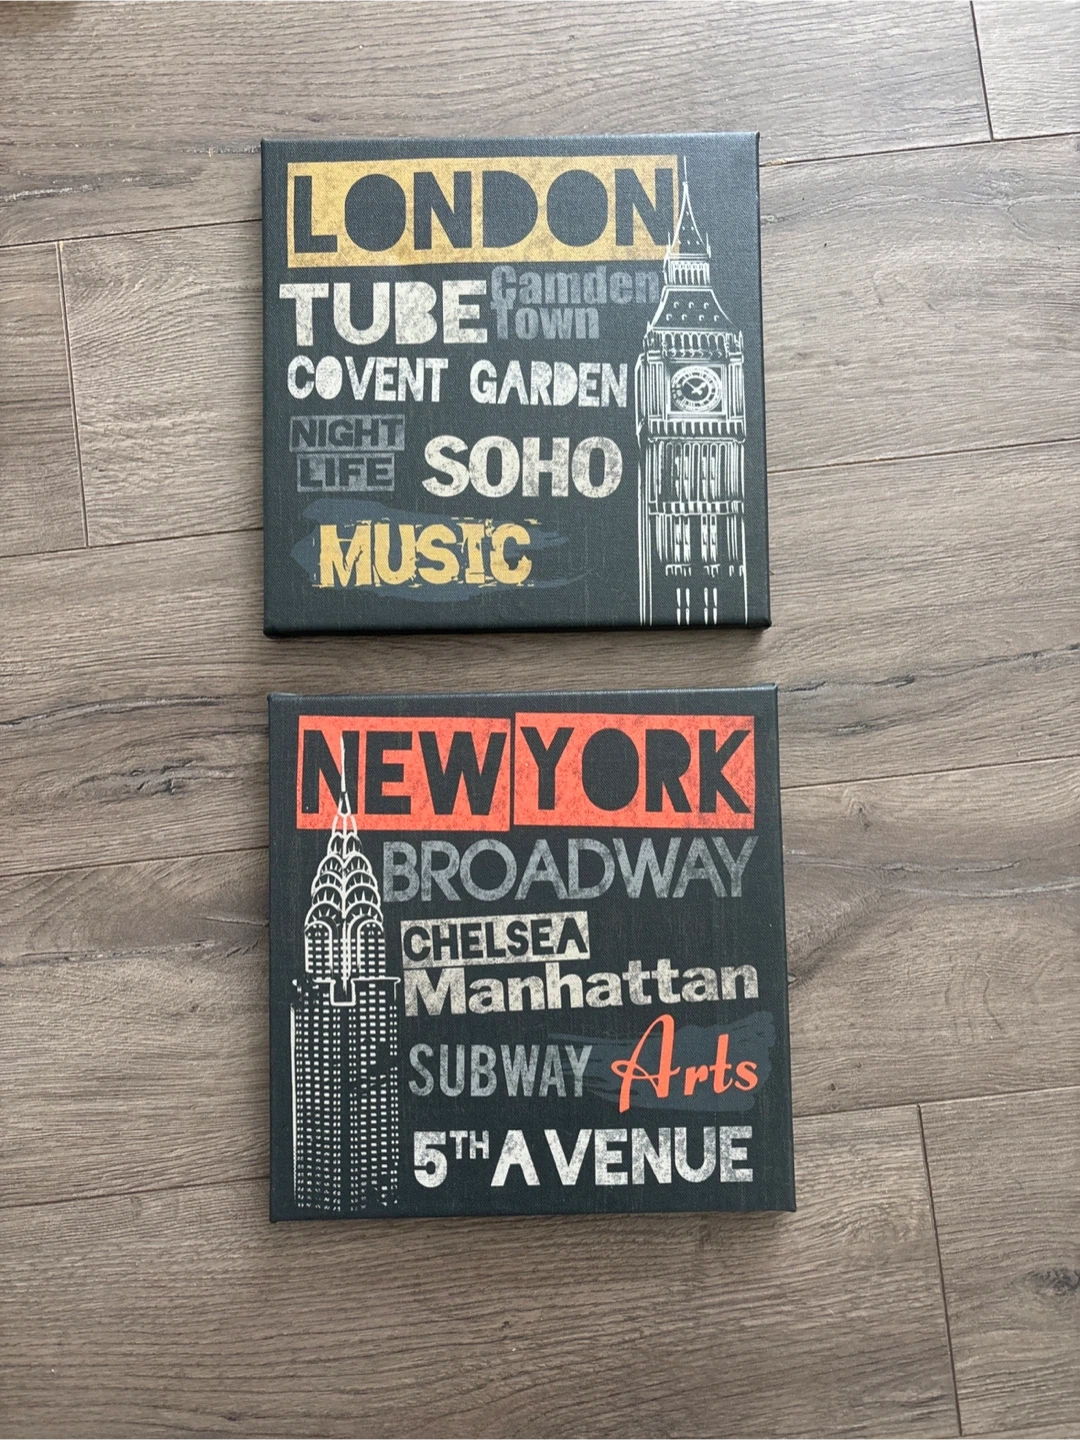 LONDON
TUBE Camden
Town
COVENT GARDEN
NIGHT
LIFE SOHO
MUSIC
NEW YORK
BROADWAY
CHELSEA
Manhattan
SUBWAY Arts
5TH AVENUE